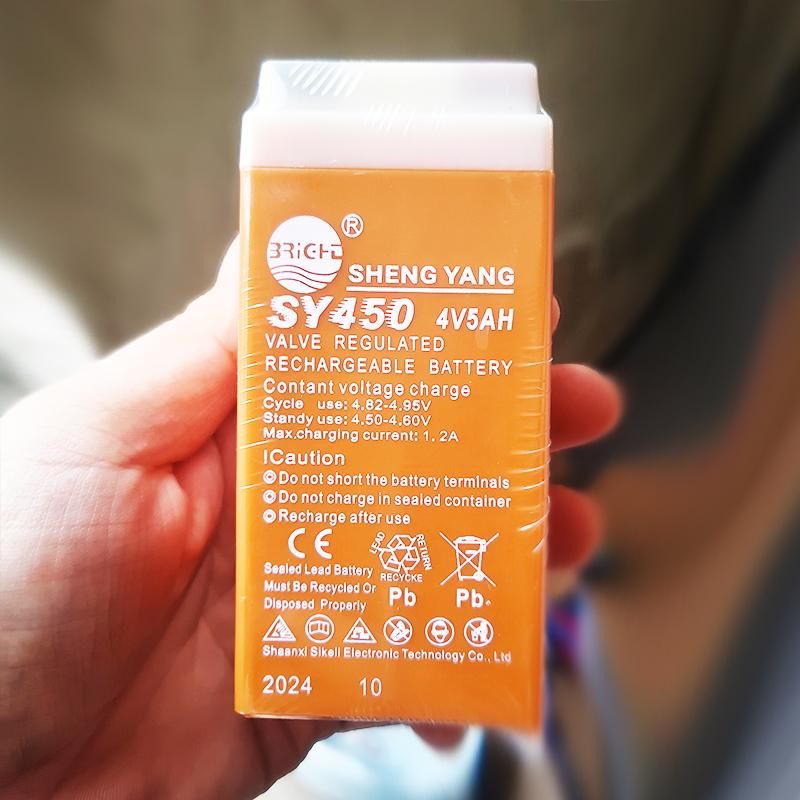 BRIGHT ®
SHENG YANG
SY450 4V5AH
VALVE REGULATED
RECHARGEABLE BATTERY
Contant voltage charge
Cycle use: 4.82-4.95V
Standy use: 4.50-4.60V
Max.charging current: 1.2A
!Caution
Do not short the battery terminals
Do not charge in sealed container
Recharge after use
CE
LEAD RETURN
RECYCKE
Sealed Lead Battery
Must Be Recycled Or
Disposed Properly
Pb Pb
Shaanxi Sikeli Electronic Technology Co., Ltd
2024 10